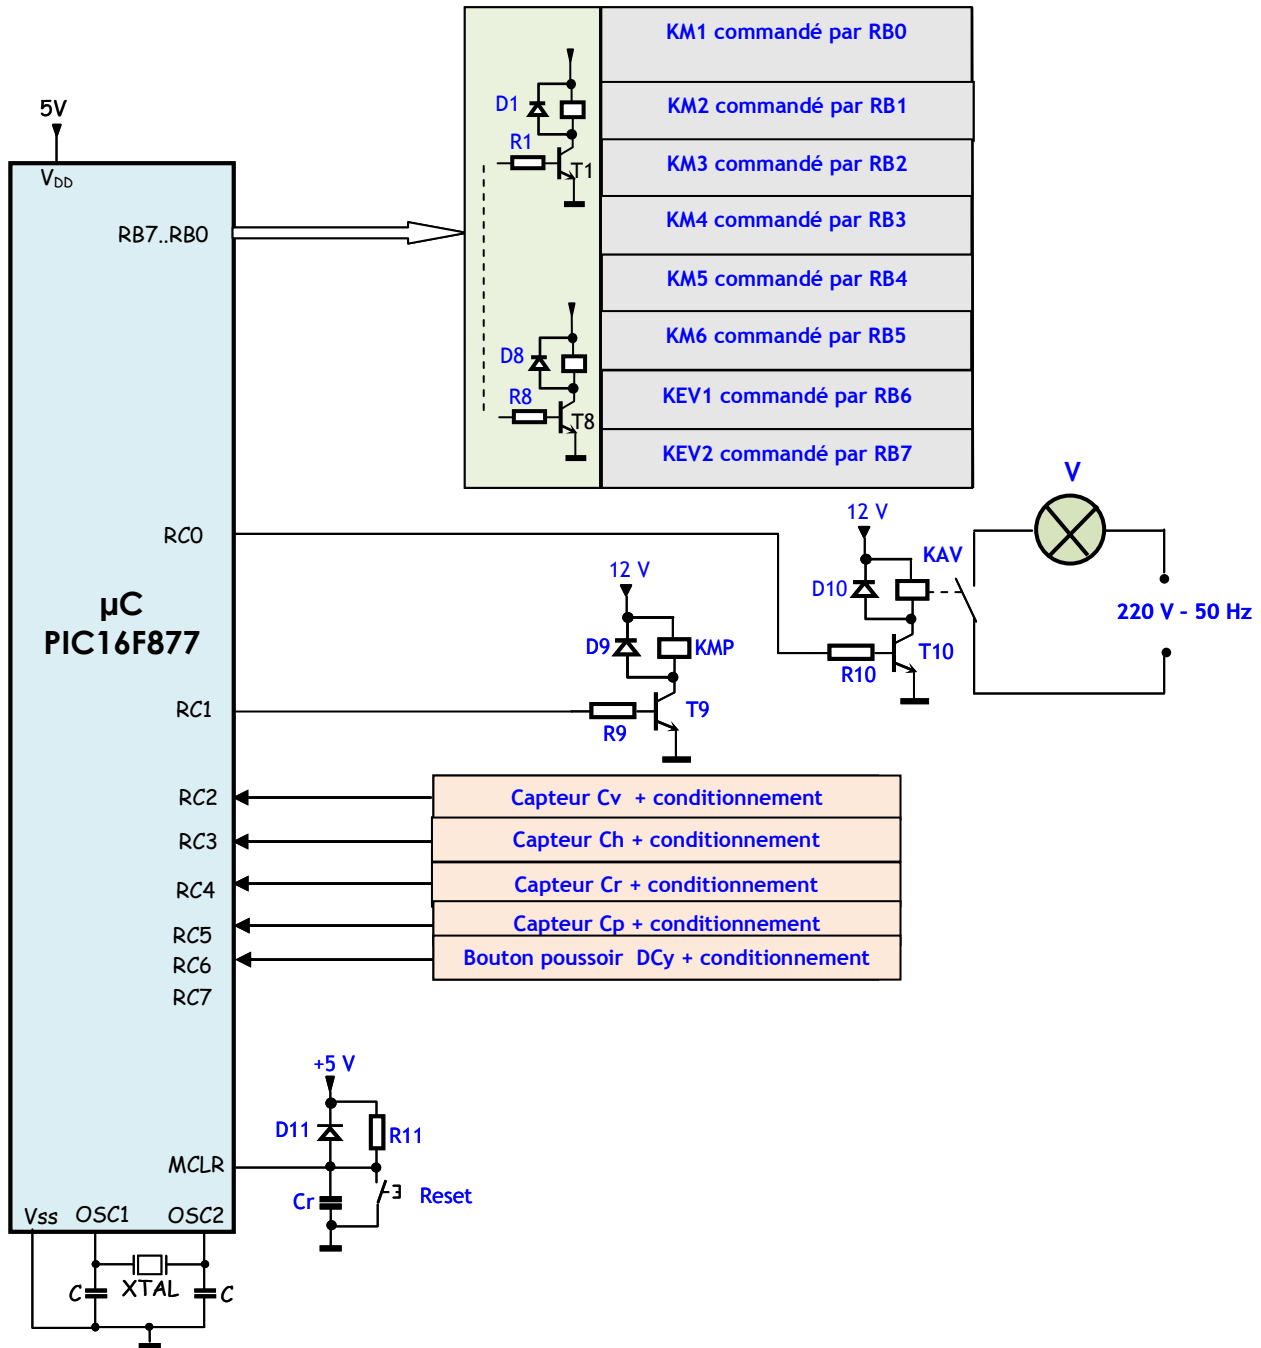 KM1 commandé par RB0
D1
KM2 commandé par RB1
5V
R1
T1
KM3 commandé par RB2
VDD
KM4 commandé par RB3
RB7..RB0
KM5 commandé par RB4
KM6 commandé par RB5
D8
R8
T8
KEV1 commandé par RB6
KEV2 commandé par RB7
V
12 V
RC0
KAV
12 V
D10
220 V - 50 Hz
µC
PIC16F877
D9
KMP
T10
R10
RC1
T9
R9
RC2
Capteur Cv + conditionnement
RC3
Capteur Ch + conditionnement
RC4
Capteur Cr + conditionnement
RC5
Capteur Cp + conditionnement
RC6
Bouton poussoir DCy + conditionnement
RC7
+5 V
D11
R11
MCLR
Cr
Reset
Vss
OSC1
OSC2
C
XTAL
C